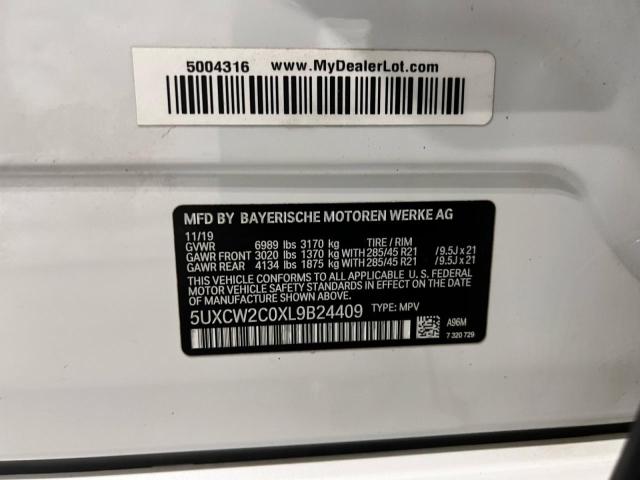 5004316 www.MyDealerLot.com
MFD BY BAYERISCHE MOTOREN WERKE AG
11/19
GVWR 6989 lbs 3170 kg TIRE / RIM
GAWR FRONT 3020 lbs 1370 kg 285/45 R21 /9.5J x 21
GAWR REAR 4134 lbs 1875 kg 285/45 R21 /9.5J x 21
THIS VEHICLE CONFORMS TO ALL APPLICABLE U. S. FEDERAL
MOTOR VEHICLE SAFETY STANDARDS IN EFFECT ON THE
DATE OF MANUFACTURE SHOWN ABOVE.
5UXCW2C0XL9B24409 TYPE: MPV
A96M
7 320 729